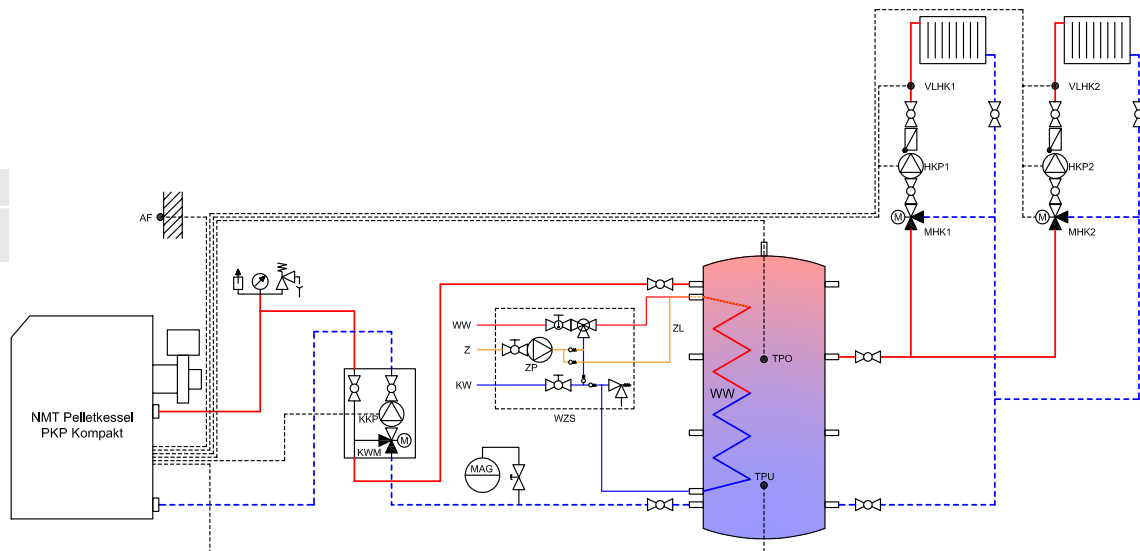 VLHK1
VLHK2
HKP1
HKP2
M
MHK1
M
MHK2
AF
WW
Z
ZP
ZL
KW
WZS
TPO
WW
TPU
NMT Pelletkessel
PKP Kompakt
KKP
M
KWM
MAG